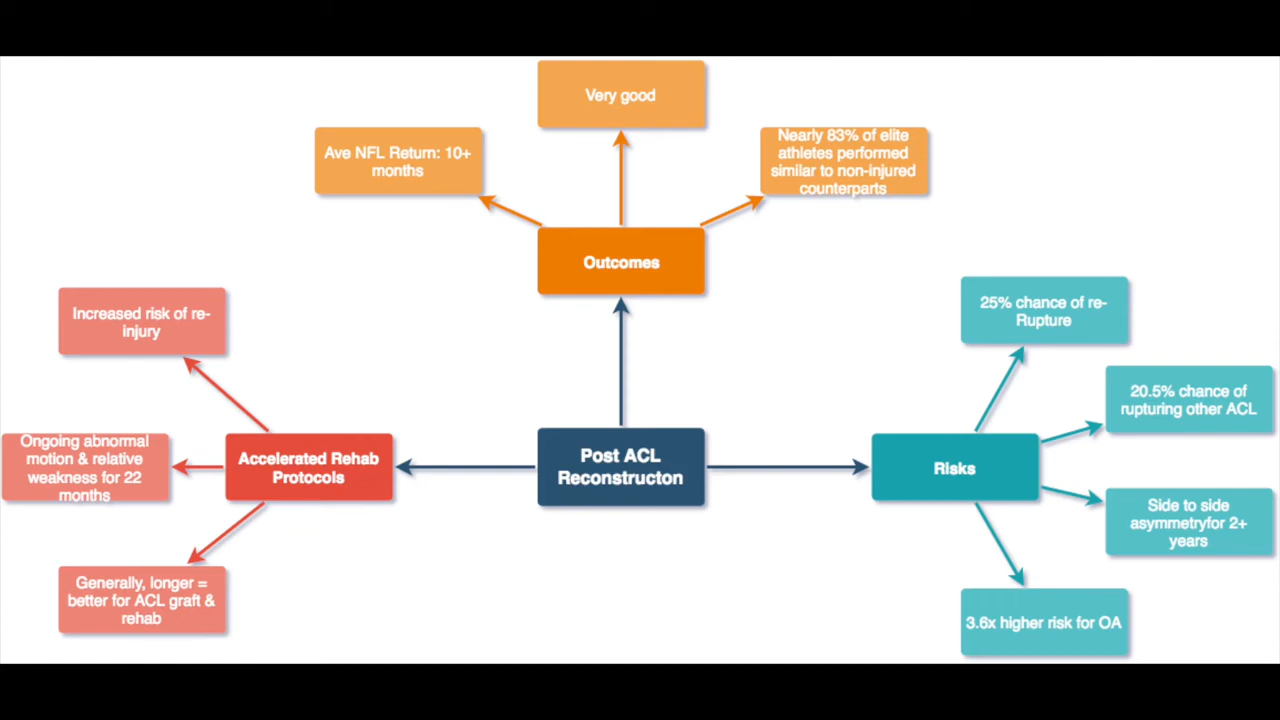 Very good
Ave NFL Return: 10+
months
Nearly 83% of elite
athletes performed
similar to non-injured
counterparts
Outcomes
Increased risk of re-
injury
25% chance of re-
Rupture
20.5% chance of
rupturing other ACL
Ongoing abnormal
motion & relative
weakness for 22
months
Accelerated Rehab
Protocols
Post ACL
Reconstructon
Risks
Side to side
asymmetryfor 2+
years
Generally, longer =
better for ACL graft &
rehab
3.6x higher risk for OA